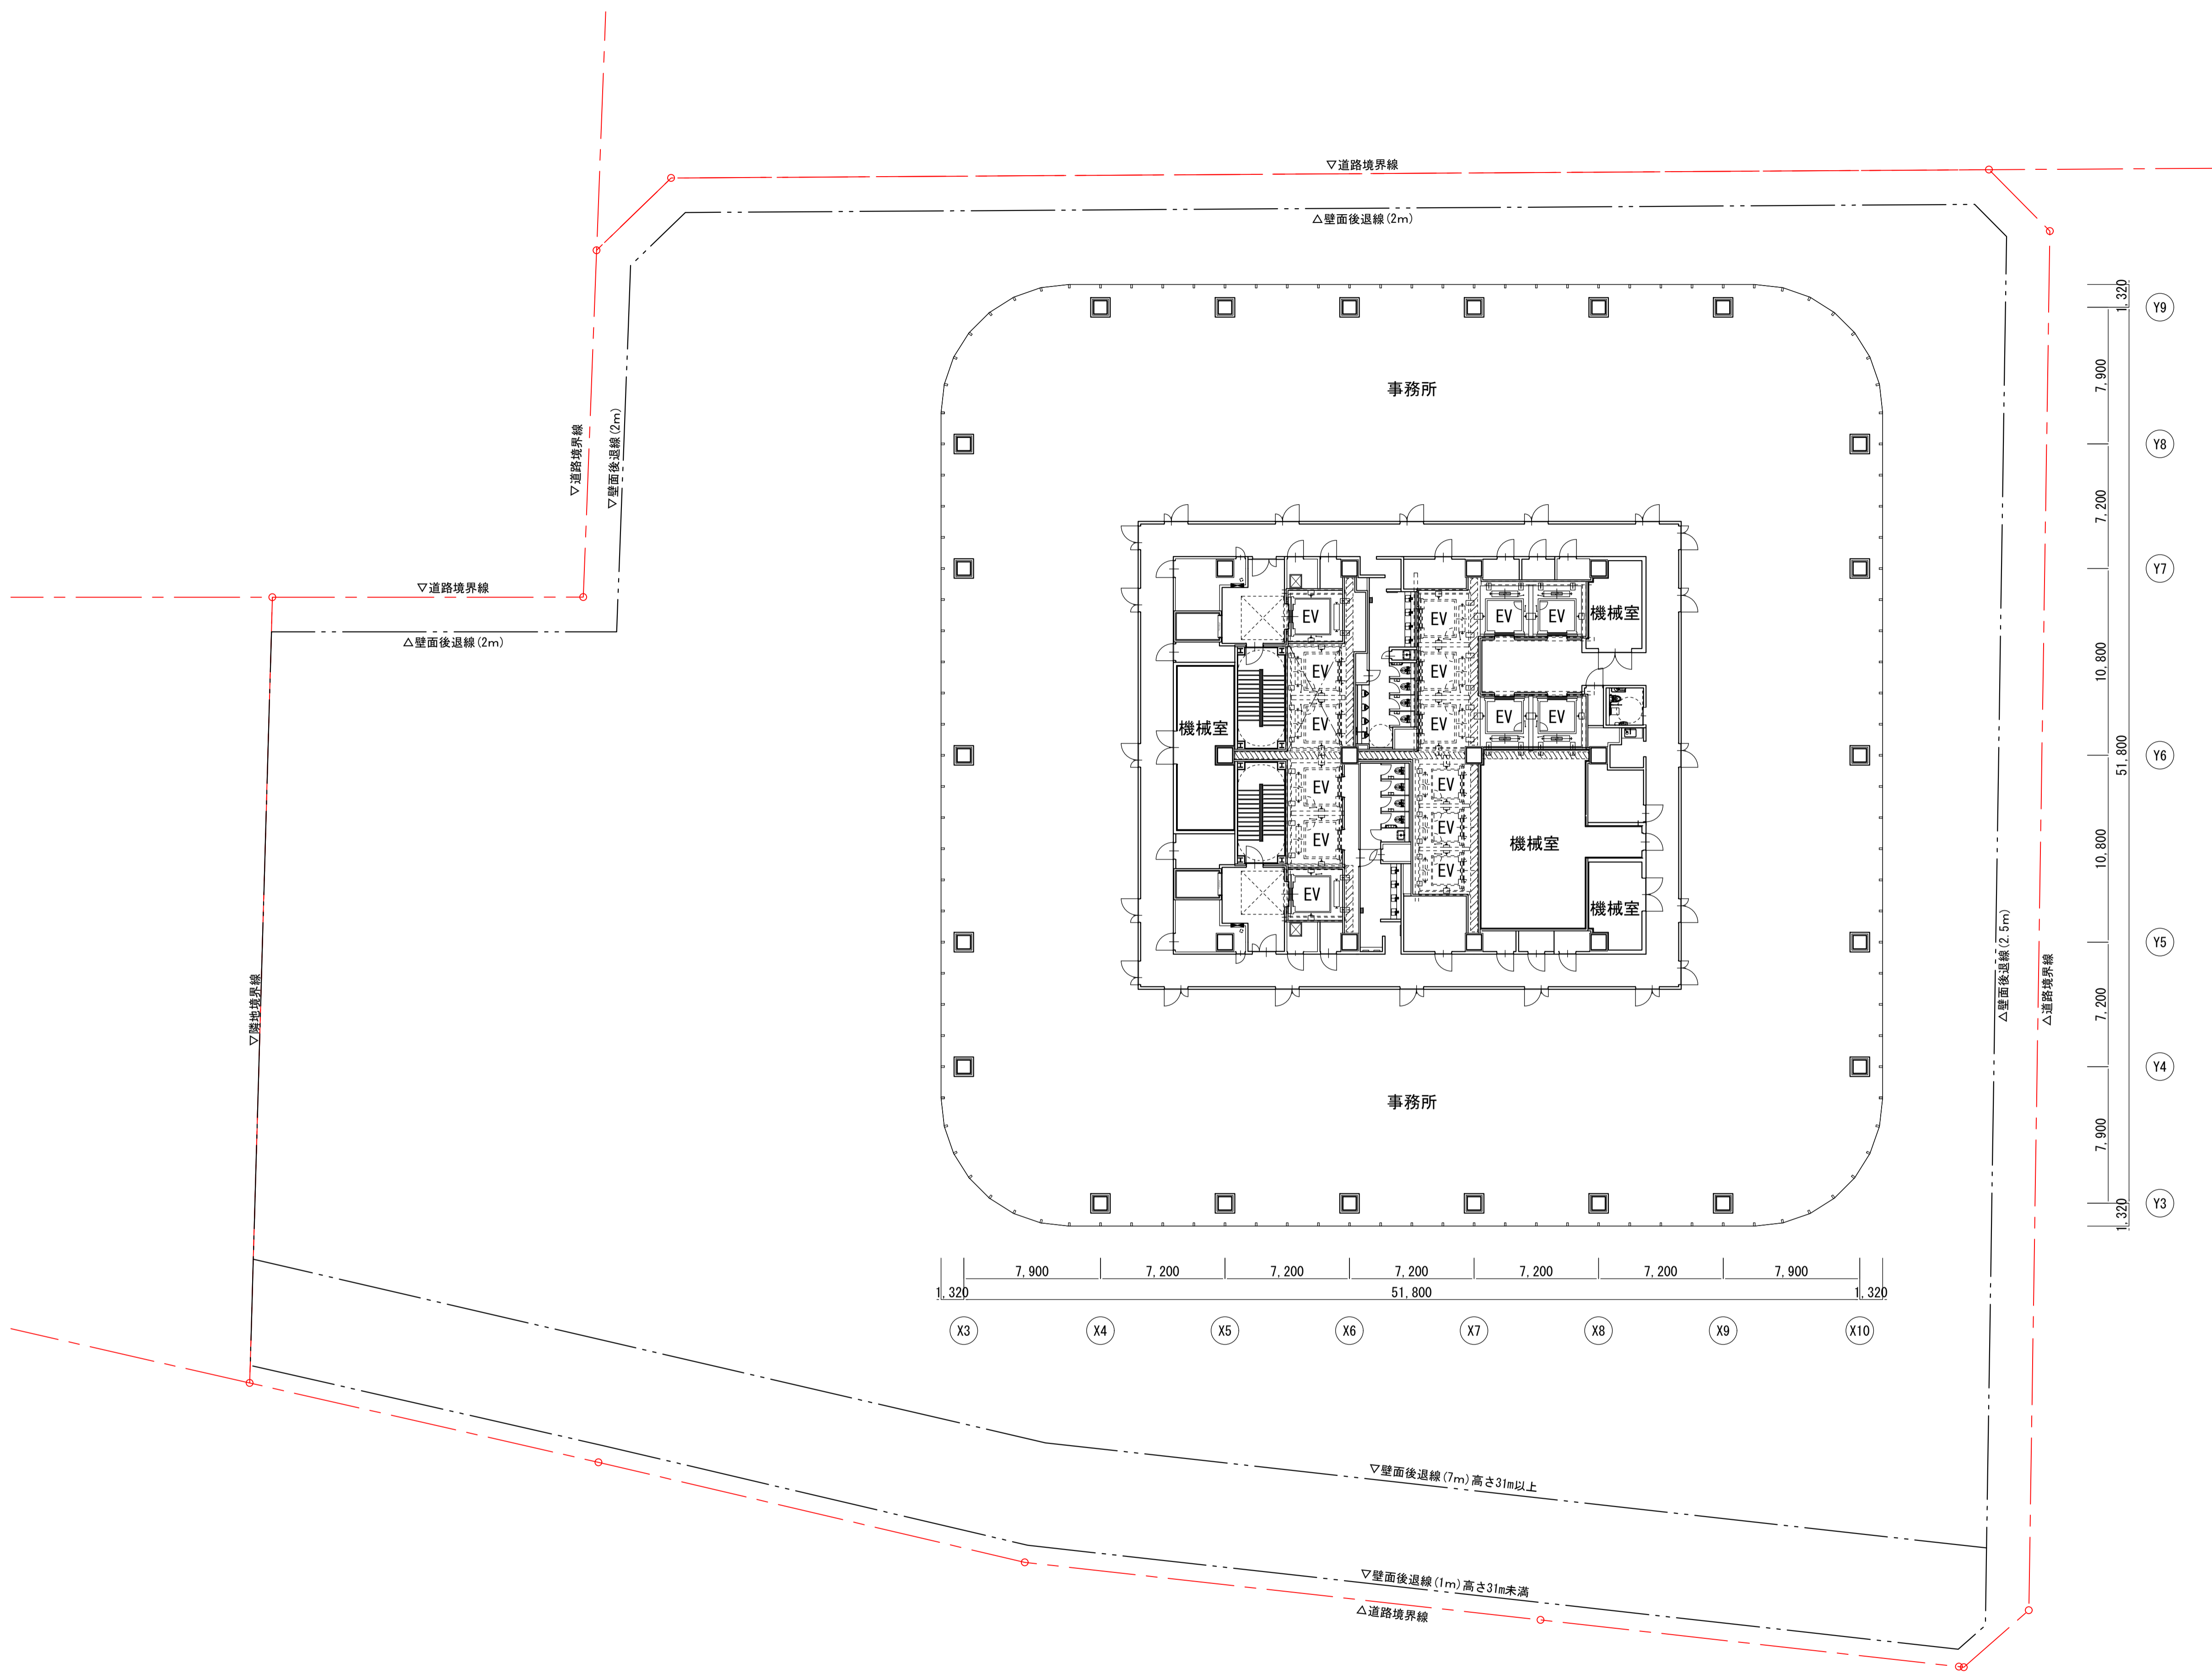 ▽道路境界線
△壁面後退線(2m)
▽道路境界線
▽壁面後退線(2m)
▽道路境界線
△壁面後退線(2m)
▽隣地境界線
事務所
EV
EV
EV
EV
機械室
EV
EV
EV
EV
EV
EV
機械室
EV
EV
EV
EV
EV
EV
機械室
EV
EV
機械室
事務所
△壁面後退線(2.5m)
△道路境界線
1,320
Y9
7,900
Y8
7,200
Y7
10,800
51,800
Y6
10,800
Y5
7,200
Y4
7,900
Y3
1,320
7,900
7,200
7,200
7,200
7,200
7,200
7,900
1,320
51,800
1,320
X3
X4
X5
X6
X7
X8
X9
X10
▽壁面後退線(7m)高さ31m以上
▽壁面後退線(1m)高さ31m未満
△道路境界線